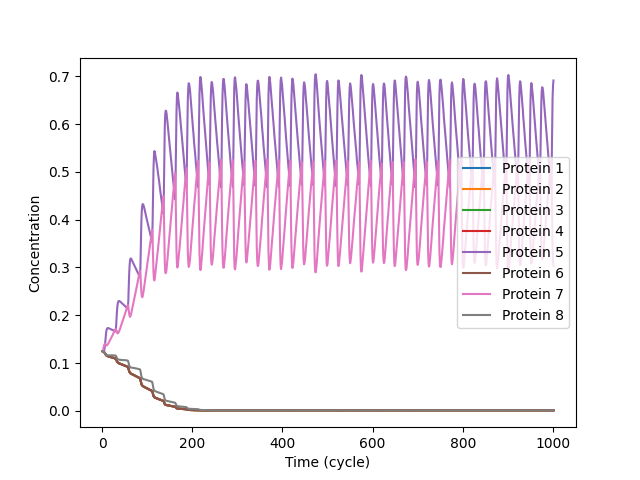 0.7
0.6
0.5
0.4
0.3
0.2
0.1
0.0
Concentration
0
200
400
600
800
1000
Time (cycle)
Protein 1
Protein 2
Protein 3
Protein 4
Protein 5
Protein 6
Protein 7
Protein 8